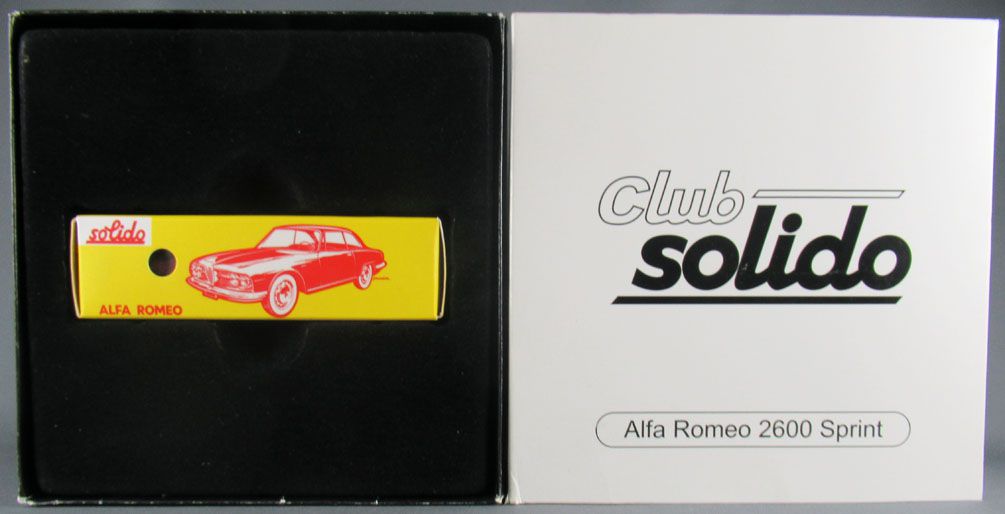 solido
ALFA ROMEO
Club
solido
Alfa Romeo 2600 Sprint